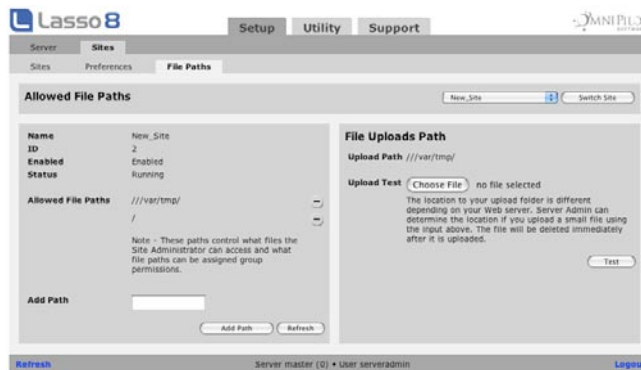 Lasso 8
OMNIPILOT
SOFTWARE
Setup Utility Support
Server Sites
Sites Preferences File Paths
Allowed File Paths
New_Site Switch Site
Name New_Site
ID 2
Enabled Enabled
Status Running
Allowed File Paths ///var/tmp/
/
Note - These paths control what files the
Site Administrator can access and what
file paths can be assigned group
permissions.
Add Path
Add Path Refresh
File Uploads Path
Upload Path ///var/tmp/
Upload Test Choose File no file selected
The location to your upload folder is different
depending on your Web server. Server Admin can
determine the location if you upload a small file using
the input above. The file will be deleted immediately
after it is uploaded.
Test
Refresh Server master (0) • User serveradmin Logou